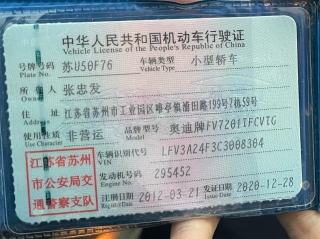 中华人民共和国机动车行驶证
Vehicle License of the People's Republic of China
号牌号码 苏U50F76 车辆类型 小型轿车
Plate No. Vehicle Type
所有人 张忠发
Owner
住址 江苏省苏州市工业园区唯亭镇浦田路199号7栋59号
Address
使用性质 非营运 品牌型号 奥迪牌FV7201TFCVTG
Use Character Model
江苏省苏州
市公安局交
通警察支队
车辆识别代号 LFV3A24F3C3008304
VIN
发动机号码 295452
Engine No.
注册日期 2012-03-21 发证日期 2020-12-28
Register Date Issue Date